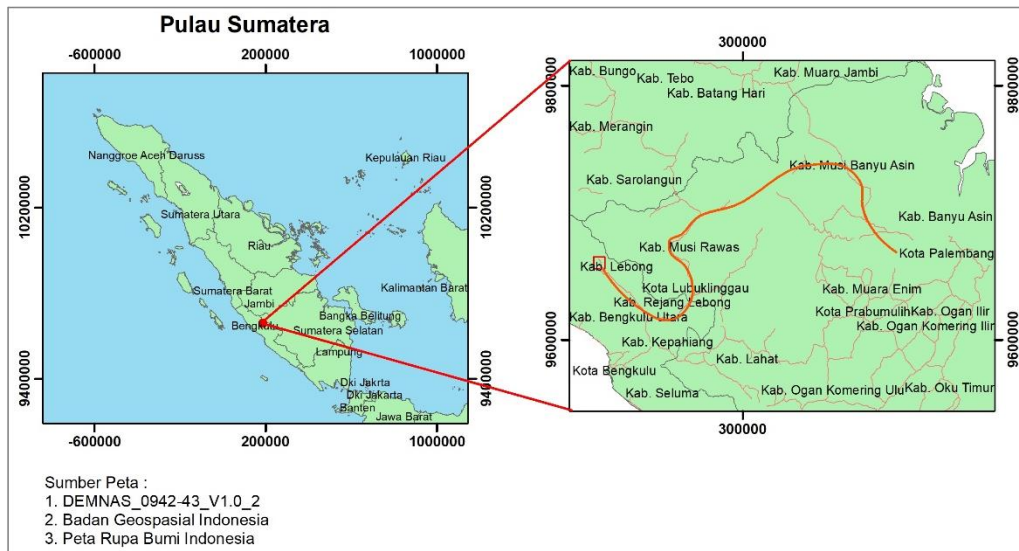 Pulau Sumatera
-600000
200000
1000000
300000
10200000
9400000
10200000
9400000
Nanggroe Aceh Daruss
Kepulauan Riau
Sumatera Utara
Riau
Kalimantan Barat
Sumatera Barat
Jambi
Bangka Belitung
Bengkulu
Sumatera Selatan
Lampung
Dki Jakrta
Dki Jakarta
Banten
Jawa Barat
-600000
200000
1000000
9800000
9600000
9800000
9600000
Kab. Bungo
Kab. Tebo
Kab. Muaro Jambi
Kab. Batang Hari
Kab. Merangin
Kab. Musi Banyu Asin
Kab. Sarolangun
Kab. Banyu Asin
Kab. Musi Rawas
Kota Palembang
Kab. Lebong
Kota Lubuklinggau
Kab. Muara Enim
Kab. Rejang Lebong
Kab. Bengkulu Utara
Kota Prabumulih
Kab. Ogan Ilir
Kab. Ogan Komering Ilir
Kab. Kepahiang
Kab. Lahat
Kota Bengkulu
Kab. Seluma
Kab. Ogan Komering Ulu
Kab. Oku Timur
300000
Sumber Peta :
1. DEMNAS_0942-43_V1.0_2
2. Badan Geospasial Indonesia
3. Peta Rupa Bumi Indonesia